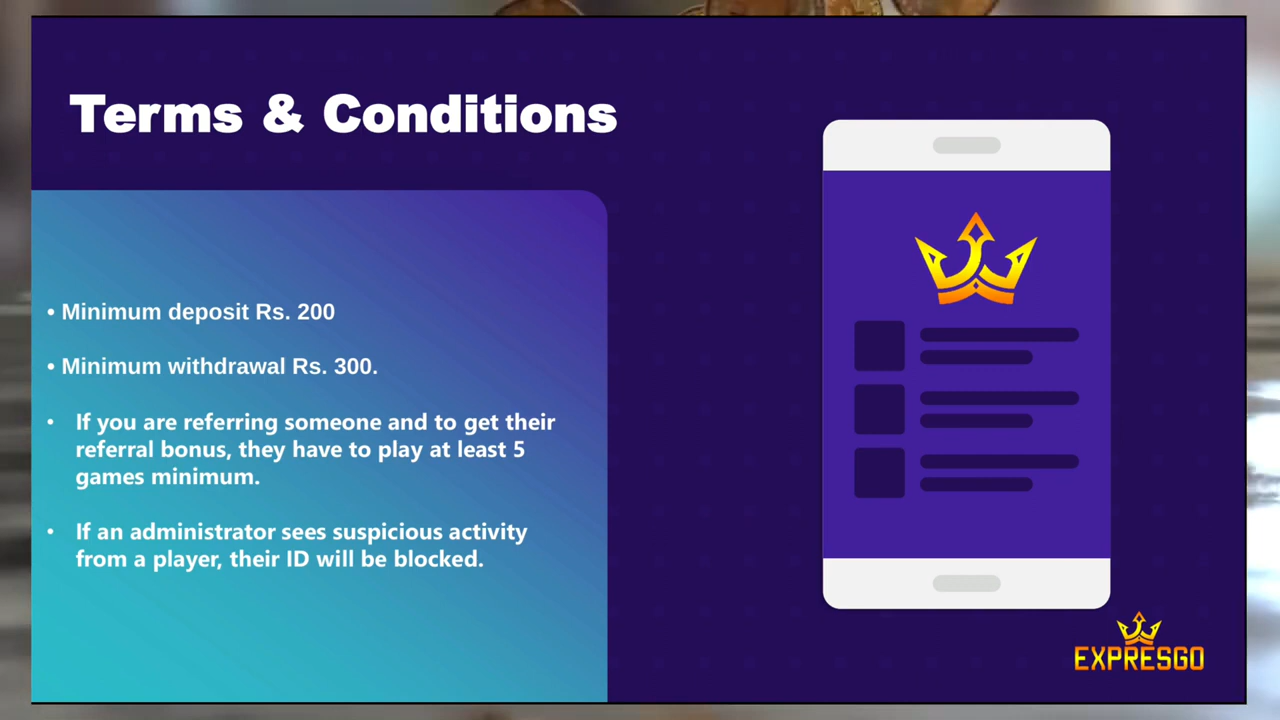 Terms & Conditions
• Minimum deposit Rs. 200
• Minimum withdrawal Rs. 300.
• If you are referring someone and to get their
referral bonus, they have to play at least 5
games minimum.
• If an administrator sees suspicious activity
from a player, their ID will be blocked.
EXPRESGO